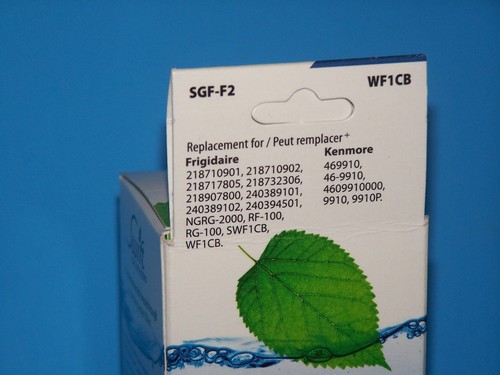 SGF-F2
WF1CB
Replacement for / Peut remplacer+
Frigidaire
218710901, 218710902,
218717805, 218732306,
218907800, 240389101,
240389102, 240394501,
NGRG-2000, RF-100,
RG-100, SWF1CB,
WF1CB.
Kenmore
469910,
46-9910,
4609910000,
9910, 9910P.